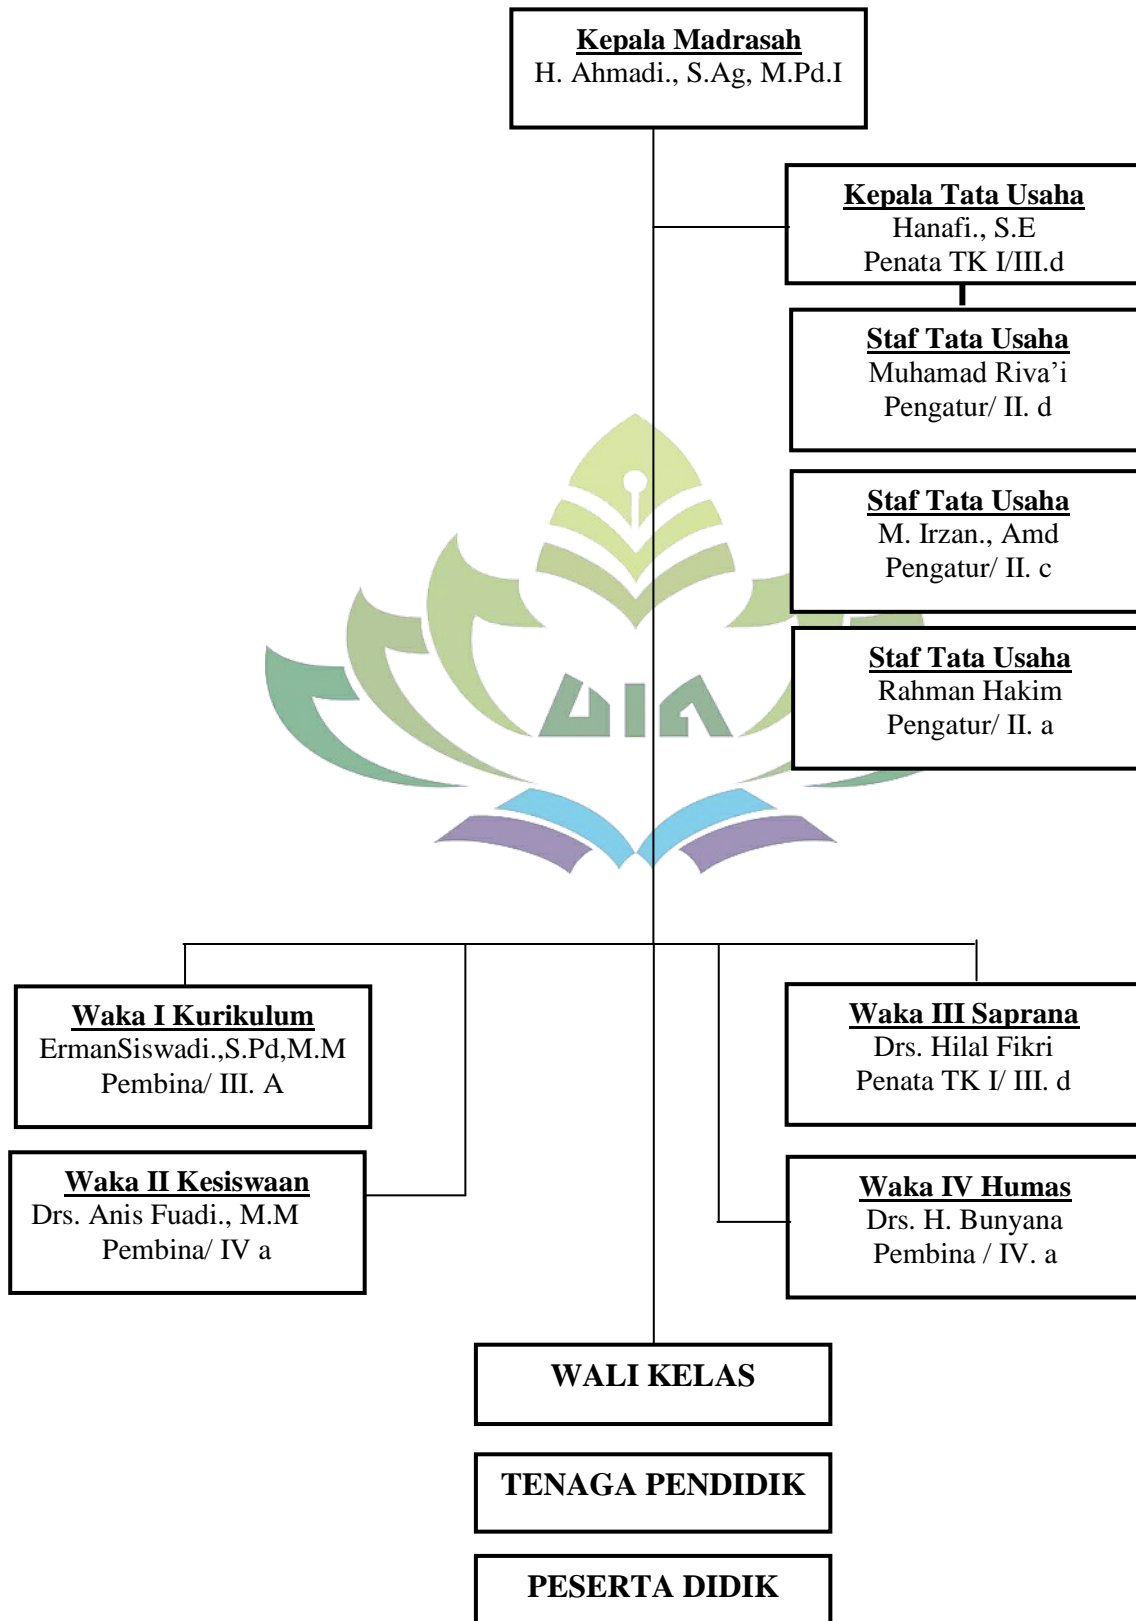 Kepala Madrasah
H. Ahmadi., S.Ag, M.Pd.I
Kepala Tata Usaha
Hanafi., S.E
Penata TK I/III.d
Staf Tata Usaha
Muhamad Riva’i
Pengatur/ II. d
Staf Tata Usaha
M. Irzan., Amd
Pengatur/ II. c
Staf Tata Usaha
Rahman Hakim
Pengatur/ II. a
UIN
Waka I Kurikulum
ErmanSiswadi.,S.Pd,M.M
Pembina/ III. A
Waka II Kesiswaan
Drs. Anis Fuadi., M.M
Pembina/ IV a
Waka III Saprana
Drs. Hilal Fikri
Penata TK I/ III. d
Waka IV Humas
Drs. H. Bunyana
Pembina / IV. a
WALI KELAS
TENAGA PENDIDIK
PESERTA DIDIK